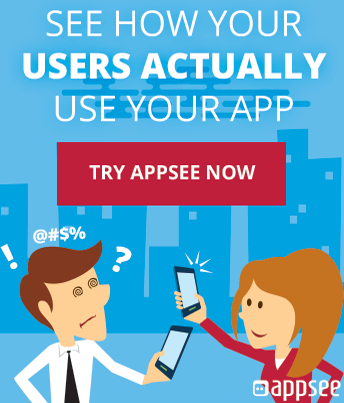 SEE HOW YOUR
USERS ACTUALLY
USE YOUR APP
TRY APPSEE NOW
@#$%
!
?
appsee